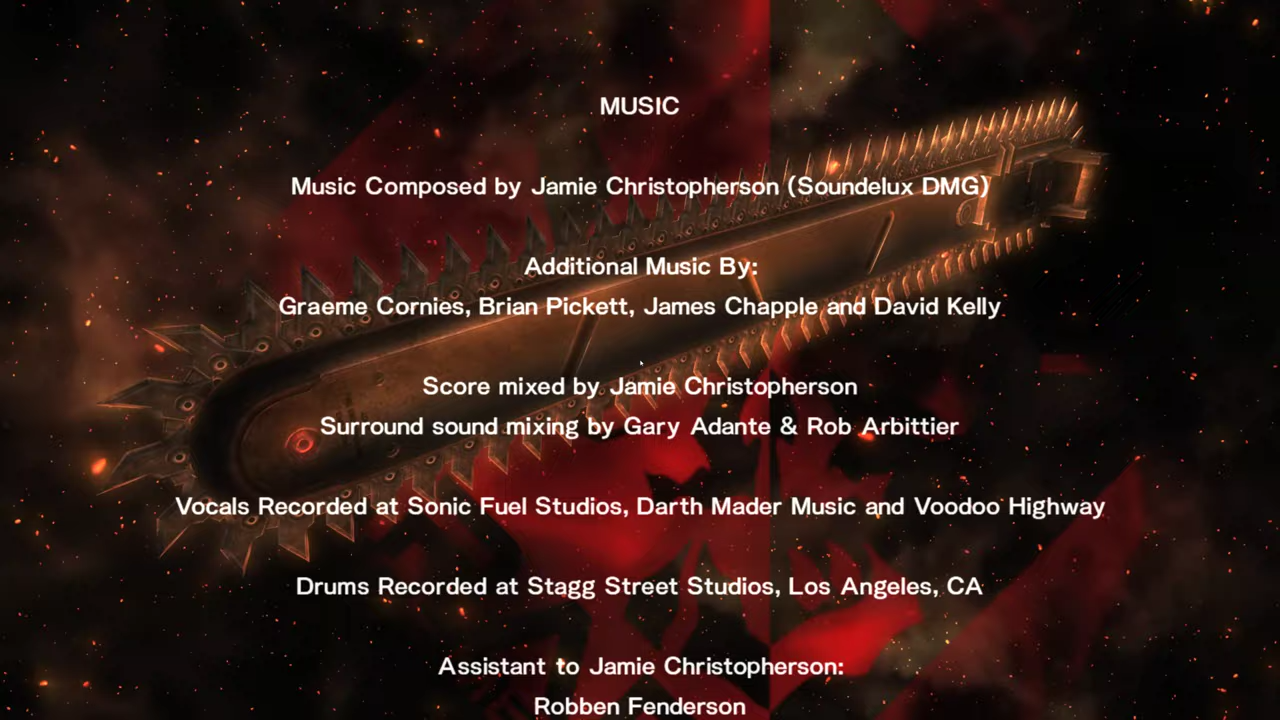 MUSIC
Music Composed by Jamie Christopherson (Soundelux DMG)
Additional Music By:
Graeme Cornies, Brian Pickett, James Chapple and David Kelly
Score mixed by Jamie Christopherson
Surround sound mixing by Gary Adante & Rob Arbittier
Vocals Recorded at Sonic Fuel Studios, Darth Mader Music and Voodoo Highway
Drums Recorded at Stagg Street Studios, Los Angeles, CA
Assistant to Jamie Christopherson:
Robben Fenderson